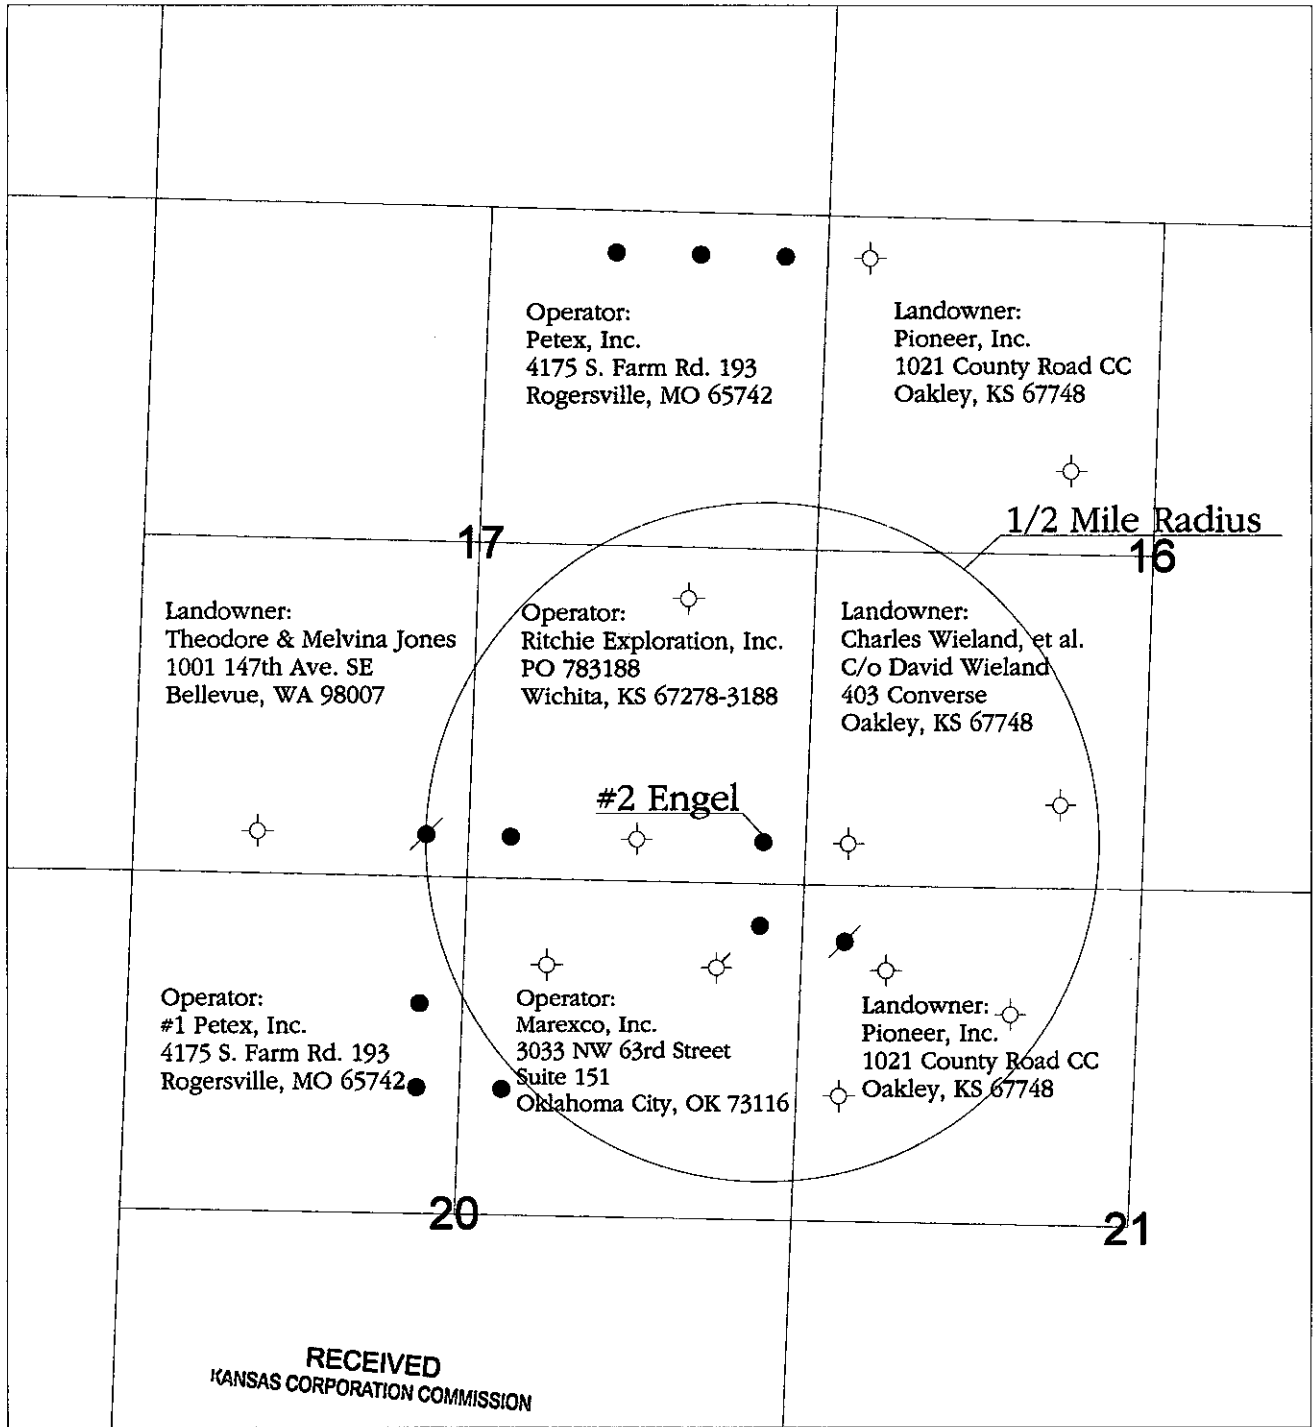 Operator:
Petex, Inc.
4175 S. Farm Rd. 193
Rogersville, MO 65742
Landowner:
Pioneer, Inc.
1021 County Road CC
Oakley, KS 67748
1/2 Mile Radius
17
16
Landowner:
Theodore & Melvina Jones
1001 147th Ave. SE
Bellevue, WA 98007
Operator:
Ritchie Exploration, Inc.
PO 783188
Wichita, KS 67278-3188
Landowner:
Charles Wieland, et al.
C/o David Wieland
403 Converse
Oakley, KS 67748
#2 Engel
Operator:
#1 Petex, Inc.
4175 S. Farm Rd. 193
Rogersville, MO 65742
Operator:
Marexco, Inc.
3033 NW 63rd Street
Suite 151
Oklahoma City, OK 73116
Landowner:
Pioneer, Inc.
1021 County Road CC
Oakley, KS 67748
20
21
RECEIVED
KANSAS CORPORATION COMMISSION